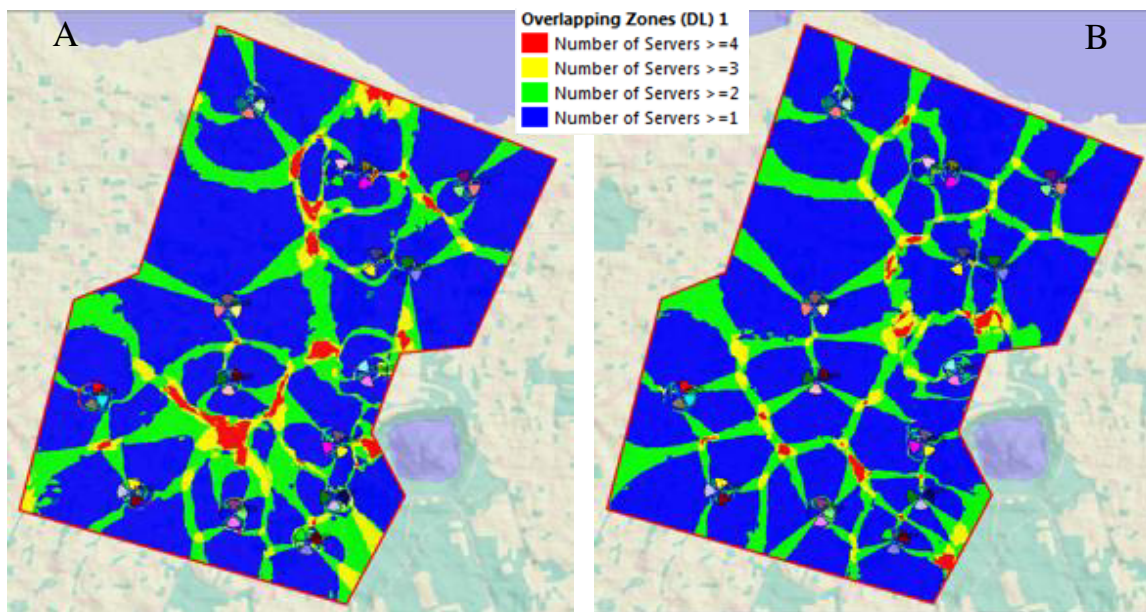 A
Overlapping Zones (DL) 1
Number of Servers >=4
Number of Servers >=3
Number of Servers >=2
Number of Servers >=1
B